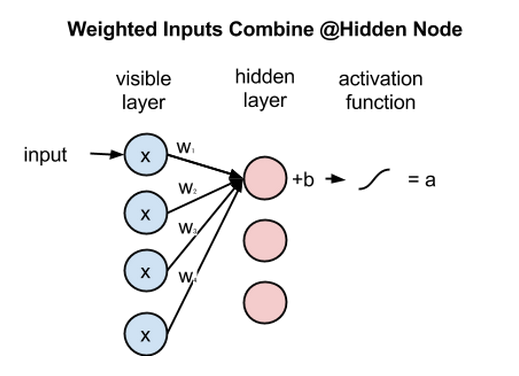 Weighted Inputs Combine @Hidden Node
visible
layer
hidden
layer
activation
function
input
x
w₁
+b
= a
x
w₂
x
w₃
x
w₄